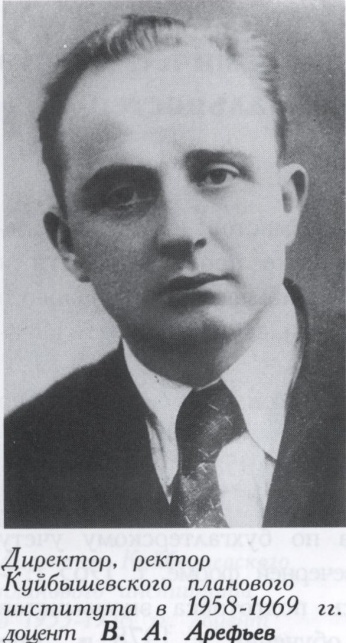 Директор, ректор
Куйбышевского планового
института в 1958-1969 гг.
доцент В. А. Арефьев